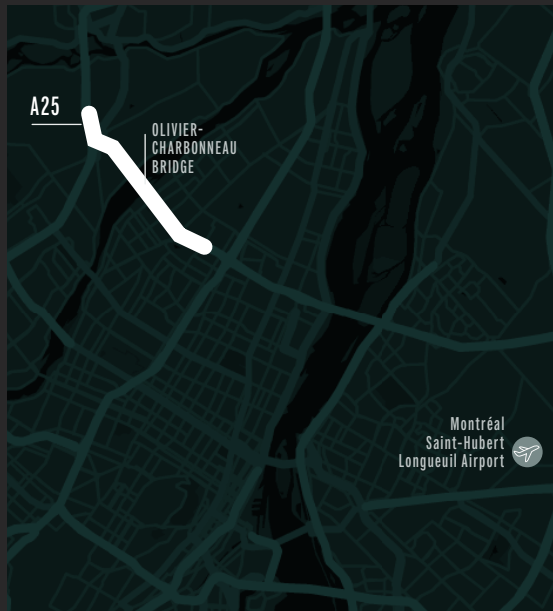 A25
OLIVIER-
CHARBONNEAU
BRIDGE
Montréal
Saint-Hubert
Longueuil Airport